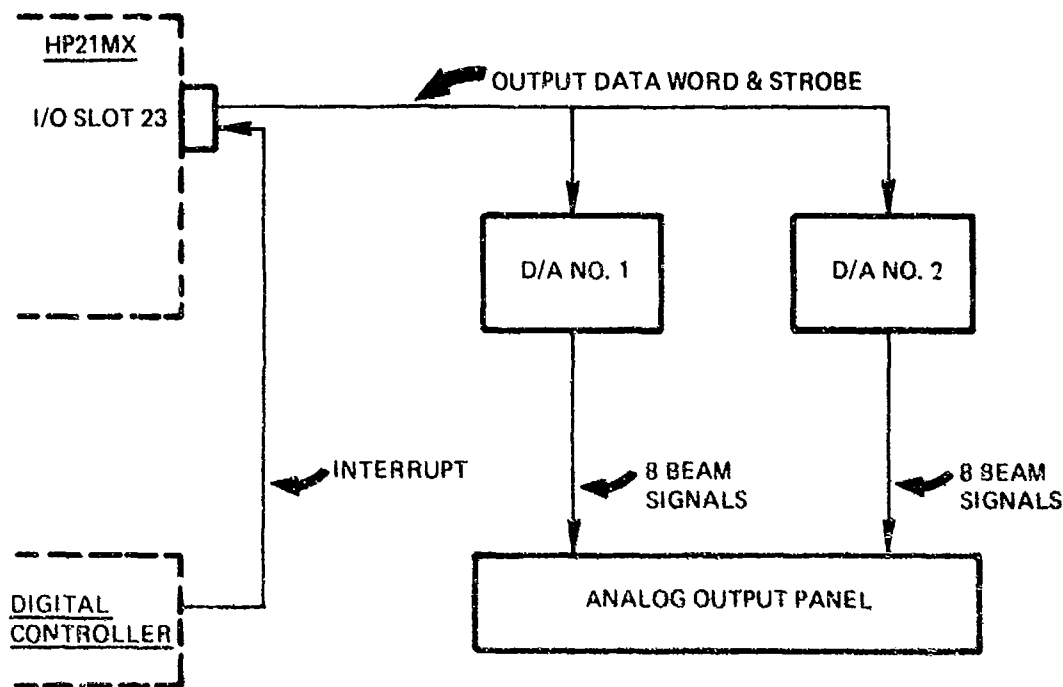 HP21MX
I/O SLOT 23
OUTPUT DATA WORD & STROBE
D/A NO. 1
D/A NO. 2
INTERRUPT
8 BEAM
SIGNALS
8 BEAM
SIGNALS
DIGITAL
CONTROLLER
ANALOG OUTPUT PANEL